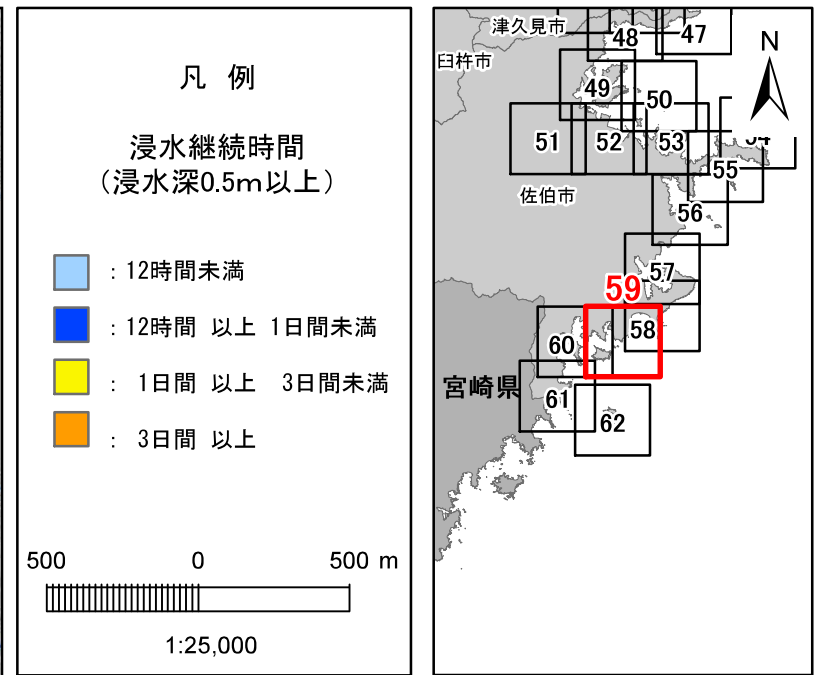 凡 例
浸水継続時間
(浸水深0.5m以上)
: 12時間未満
: 12時間 以上 1日間未満
: 1日間 以上 3日間未満
: 3日間 以上
500 0 500 m
1:25,000
津久見市
48
47
臼杵市
N
49
50
51
52
53
54
55
佐伯市
56
57
59
58
60
宮崎県
61
62